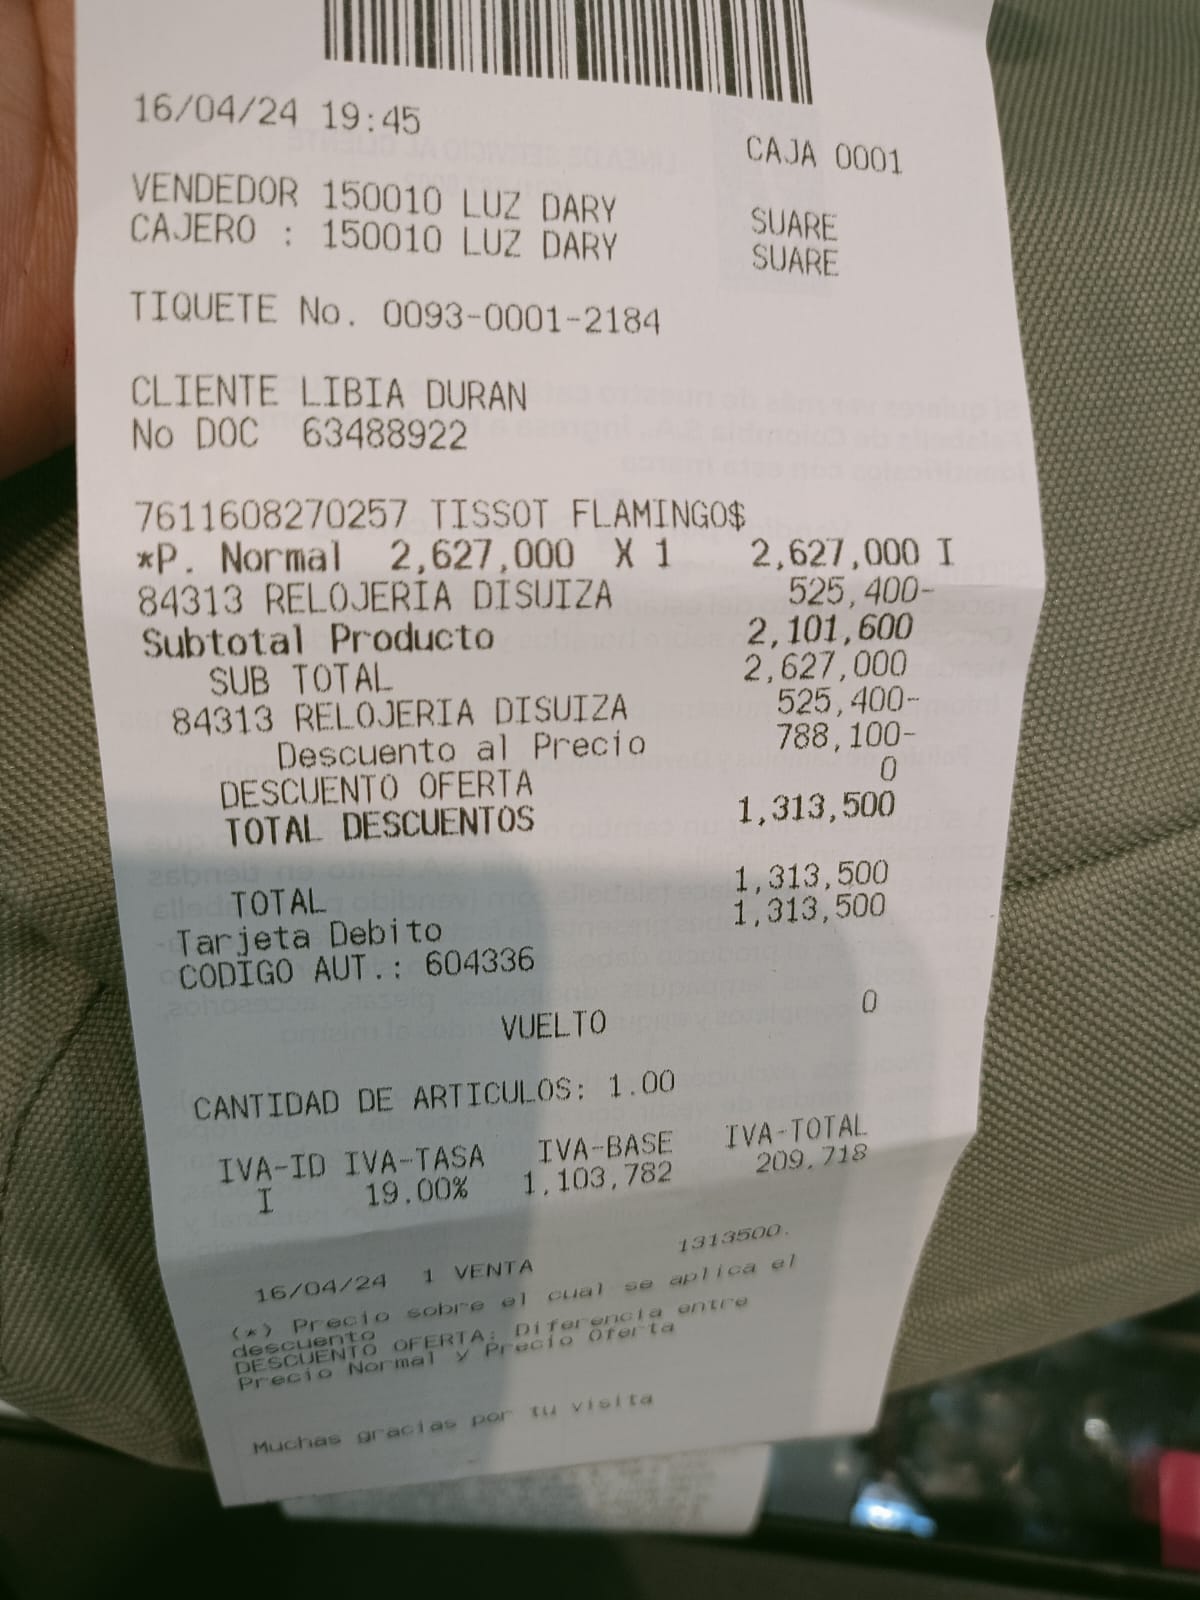 16/04/24 19:45
CAJA 0001
VENDEDOR 150010 LUZ DARY SUARE
CAJERO : 150010 LUZ DARY SUARE
TIQUETE No. 0093-0001-2184
CLIENTE LIBIA DURAN
No DOC 63488922
7611608270257 TISSOT FLAMINGO$
*P. Normal 2,627,000 X 1 2,627,000 I
84313 RELOJERIA DISUIZA 525,400-
Subtotal Producto 2,101,600
SUB TOTAL 2,627,000
84313 RELOJERIA DISUIZA 525,400-
Descuento al Precio 788,100-
DESCUENTO OFERTA 0
TOTAL DESCUENTOS 1,313,500
TOTAL 1,313,500
Tarjeta Debito 1,313,500
CODIGO AUT.: 604336
VUELTO 0
CANTIDAD DE ARTICULOS: 1.00
IVA-ID IVA-TASA IVA-BASE IVA-TOTAL
I 19.00% 1,103,782 209,718
16/04/24 1 VENTA 1313500.
(*) Precio sobre el cual se aplica el
descuento
DESCUENTO OFERTA: Diferencia entre
Precio Normal y Precio Oferta
Muchas gracias por tu visita